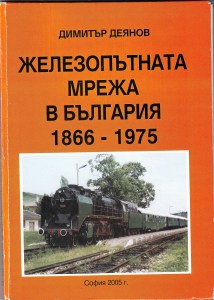 ДИМИТЪР ДЕЯНОВ
ЖЕЛЕЗОПЪТНАТА
МРЕЖА
В БЪЛГАРИЯ
1866 - 1975
София 2005 г.